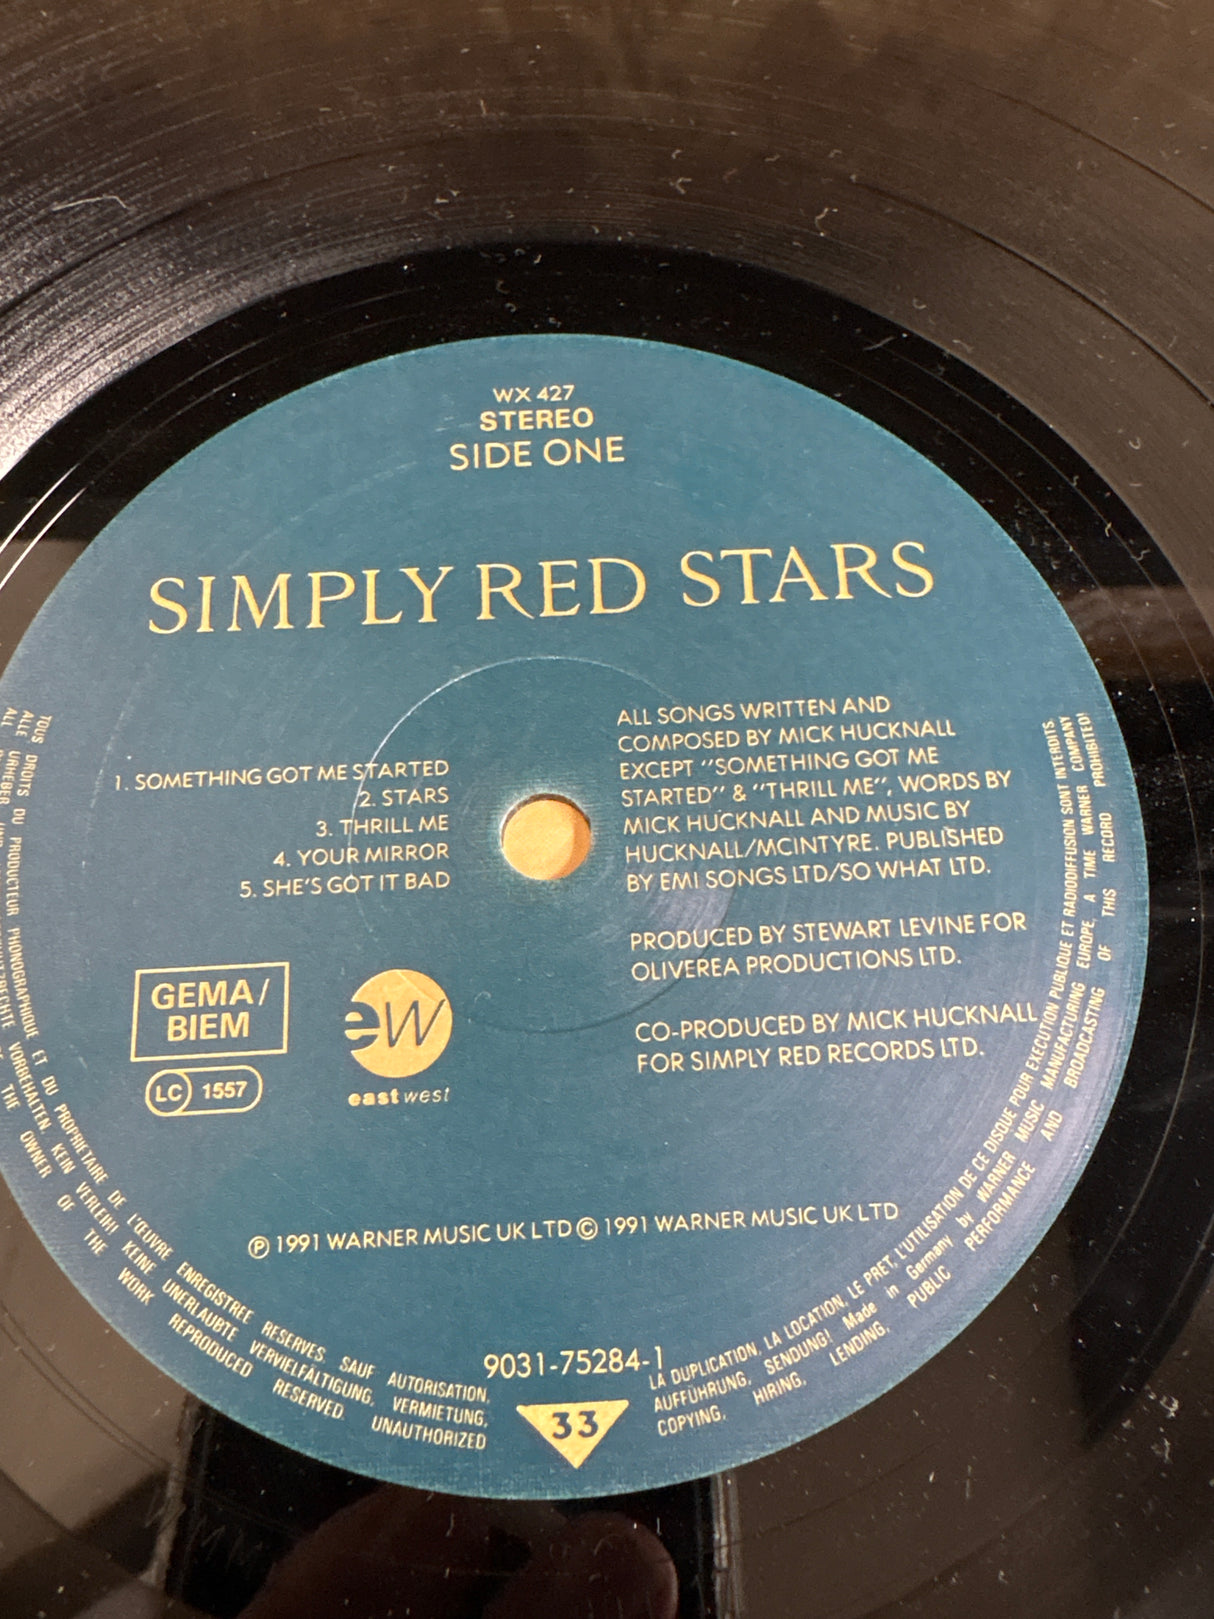 WX 427
STEREO
SIDE ONE
SIMPLY RED STARS
1. SOMETHING GOT ME STARTED
2. STARS
3. THRILL ME
4. YOUR MIRROR
5. SHE'S GOT IT BAD
ALL SONGS WRITTEN AND
COMPOSED BY MICK HUCKNALL
EXCEPT "SOMETHING GOT ME
STARTED" & "THRILL ME", WORDS BY
MICK HUCKNALL AND MUSIC BY
HUCKNALL/MCINTYRE. PUBLISHED
BY EMI SONGS LTD/SO WHAT LTD.
PRODUCED BY STEWART LEVINE FOR
OLIVEREA PRODUCTIONS LTD.
CO-PRODUCED BY MICK HUCKNALL
FOR SIMPLY RED RECORDS LTD.
GEMA/
BIEM
LC 1557
ew
east west
℗ 1991 WARNER MUSIC UK LTD © 1991 WARNER MUSIC UK LTD
9031-75284-1
33
TOUS DROITS DU PRODUCTEUR PHONOGRAPHIQUE ET DU PROPRIETAIRE DE L'ŒUVRE ENREGISTREE RESERVES. SAUF AUTORISATION, LA DUPLICATION, LA LOCATION, LE PRET, L'UTILISATION DE CE DISQUE POUR EXECUTION PUBLIQUE ET RADIODIFFUSION SONT INTERDITS.
ALLE URHEBER VORBEHALTEN. KEIN VERLEIH! KEINE UNERLAUBTE VERVIELFÄLTIGUNG, VERMIETUNG, AUFFÜHRUNG, SENDUNG! Made in Germany by WARNER MUSIC MANUFACTURING EUROPE, A TIME WARNER COMPANY
ALL THE OWNER OF THE WORK REPRODUCED RESERVED. UNAUTHORIZED COPYING, HIRING, LENDING, PUBLIC PERFORMANCE AND BROADCASTING OF THIS RECORD PROHIBITED!